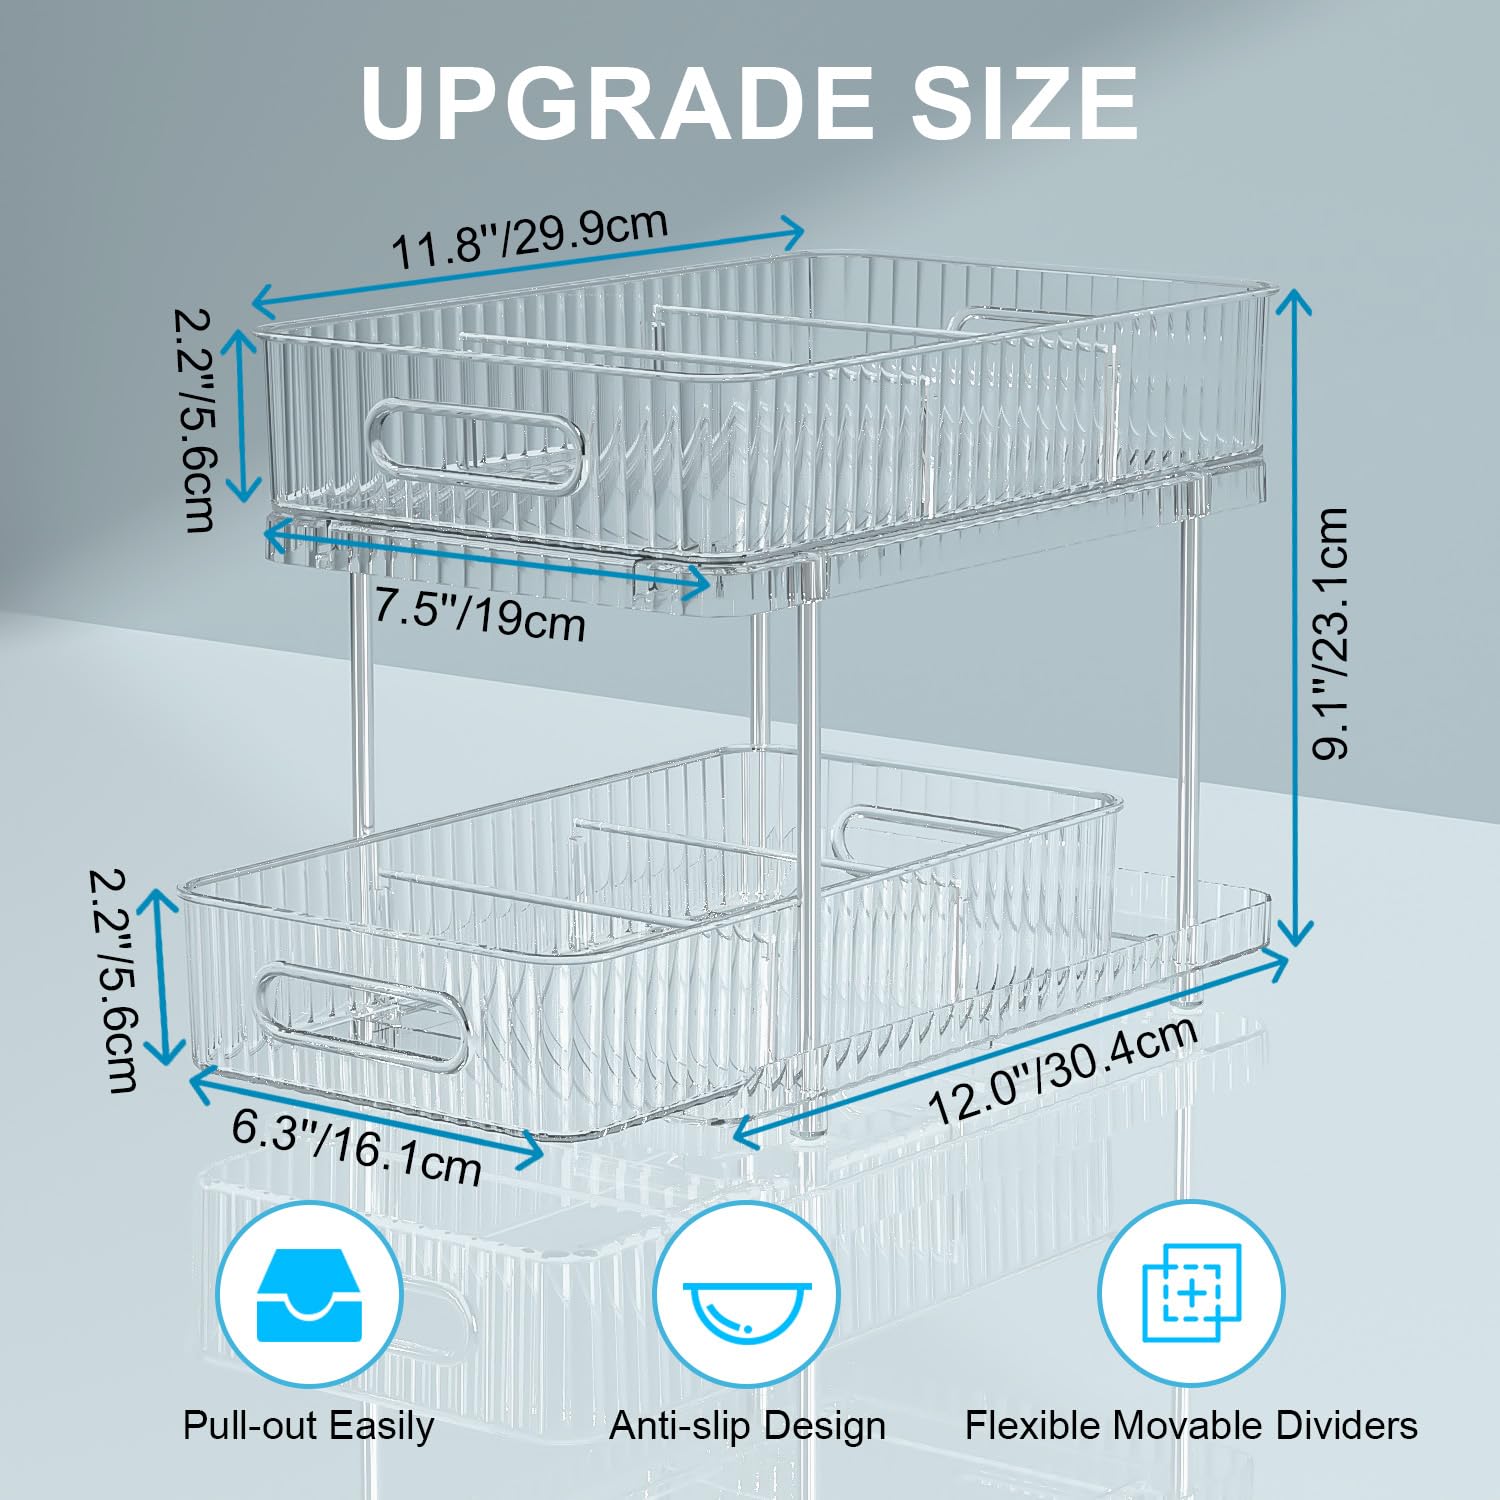 UPGRADE SIZE
11.8"/29.9cm
2.2"/5.6cm
7.5"/19cm
9.1"/23.1cm
2.2"/5.6cm
6.3"/16.1cm
12.0"/30.4cm
Pull-out Easily
Anti-slip Design
Flexible Movable Dividers